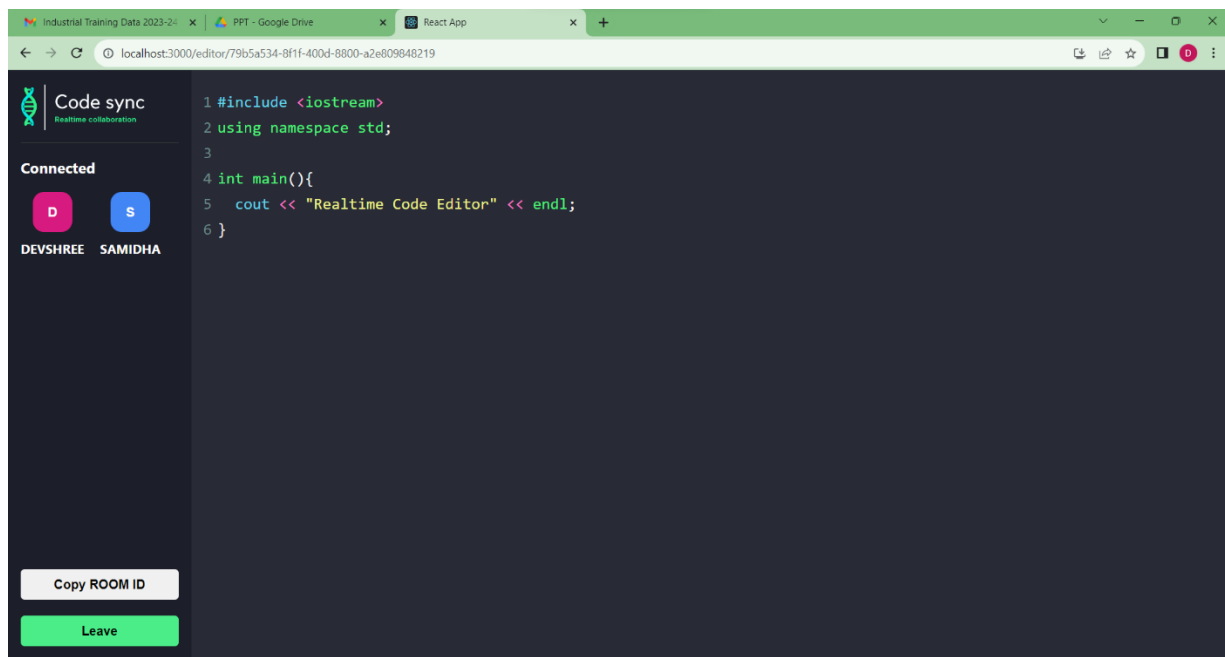 Industrial Training Data 2023-24
PPT - Google Drive
React App
localhost:3000/editor/79b5a534-8f1f-400d-8800-a2e809848219
D
Code sync
Realtime collaboration
Connected
D
S
DEVSHREE SAMIDHA
1 #include <iostream>
2 using namespace std;
3
4 int main(){
5 cout << "Realtime Code Editor" << endl;
6 }
Copy ROOM ID
Leave